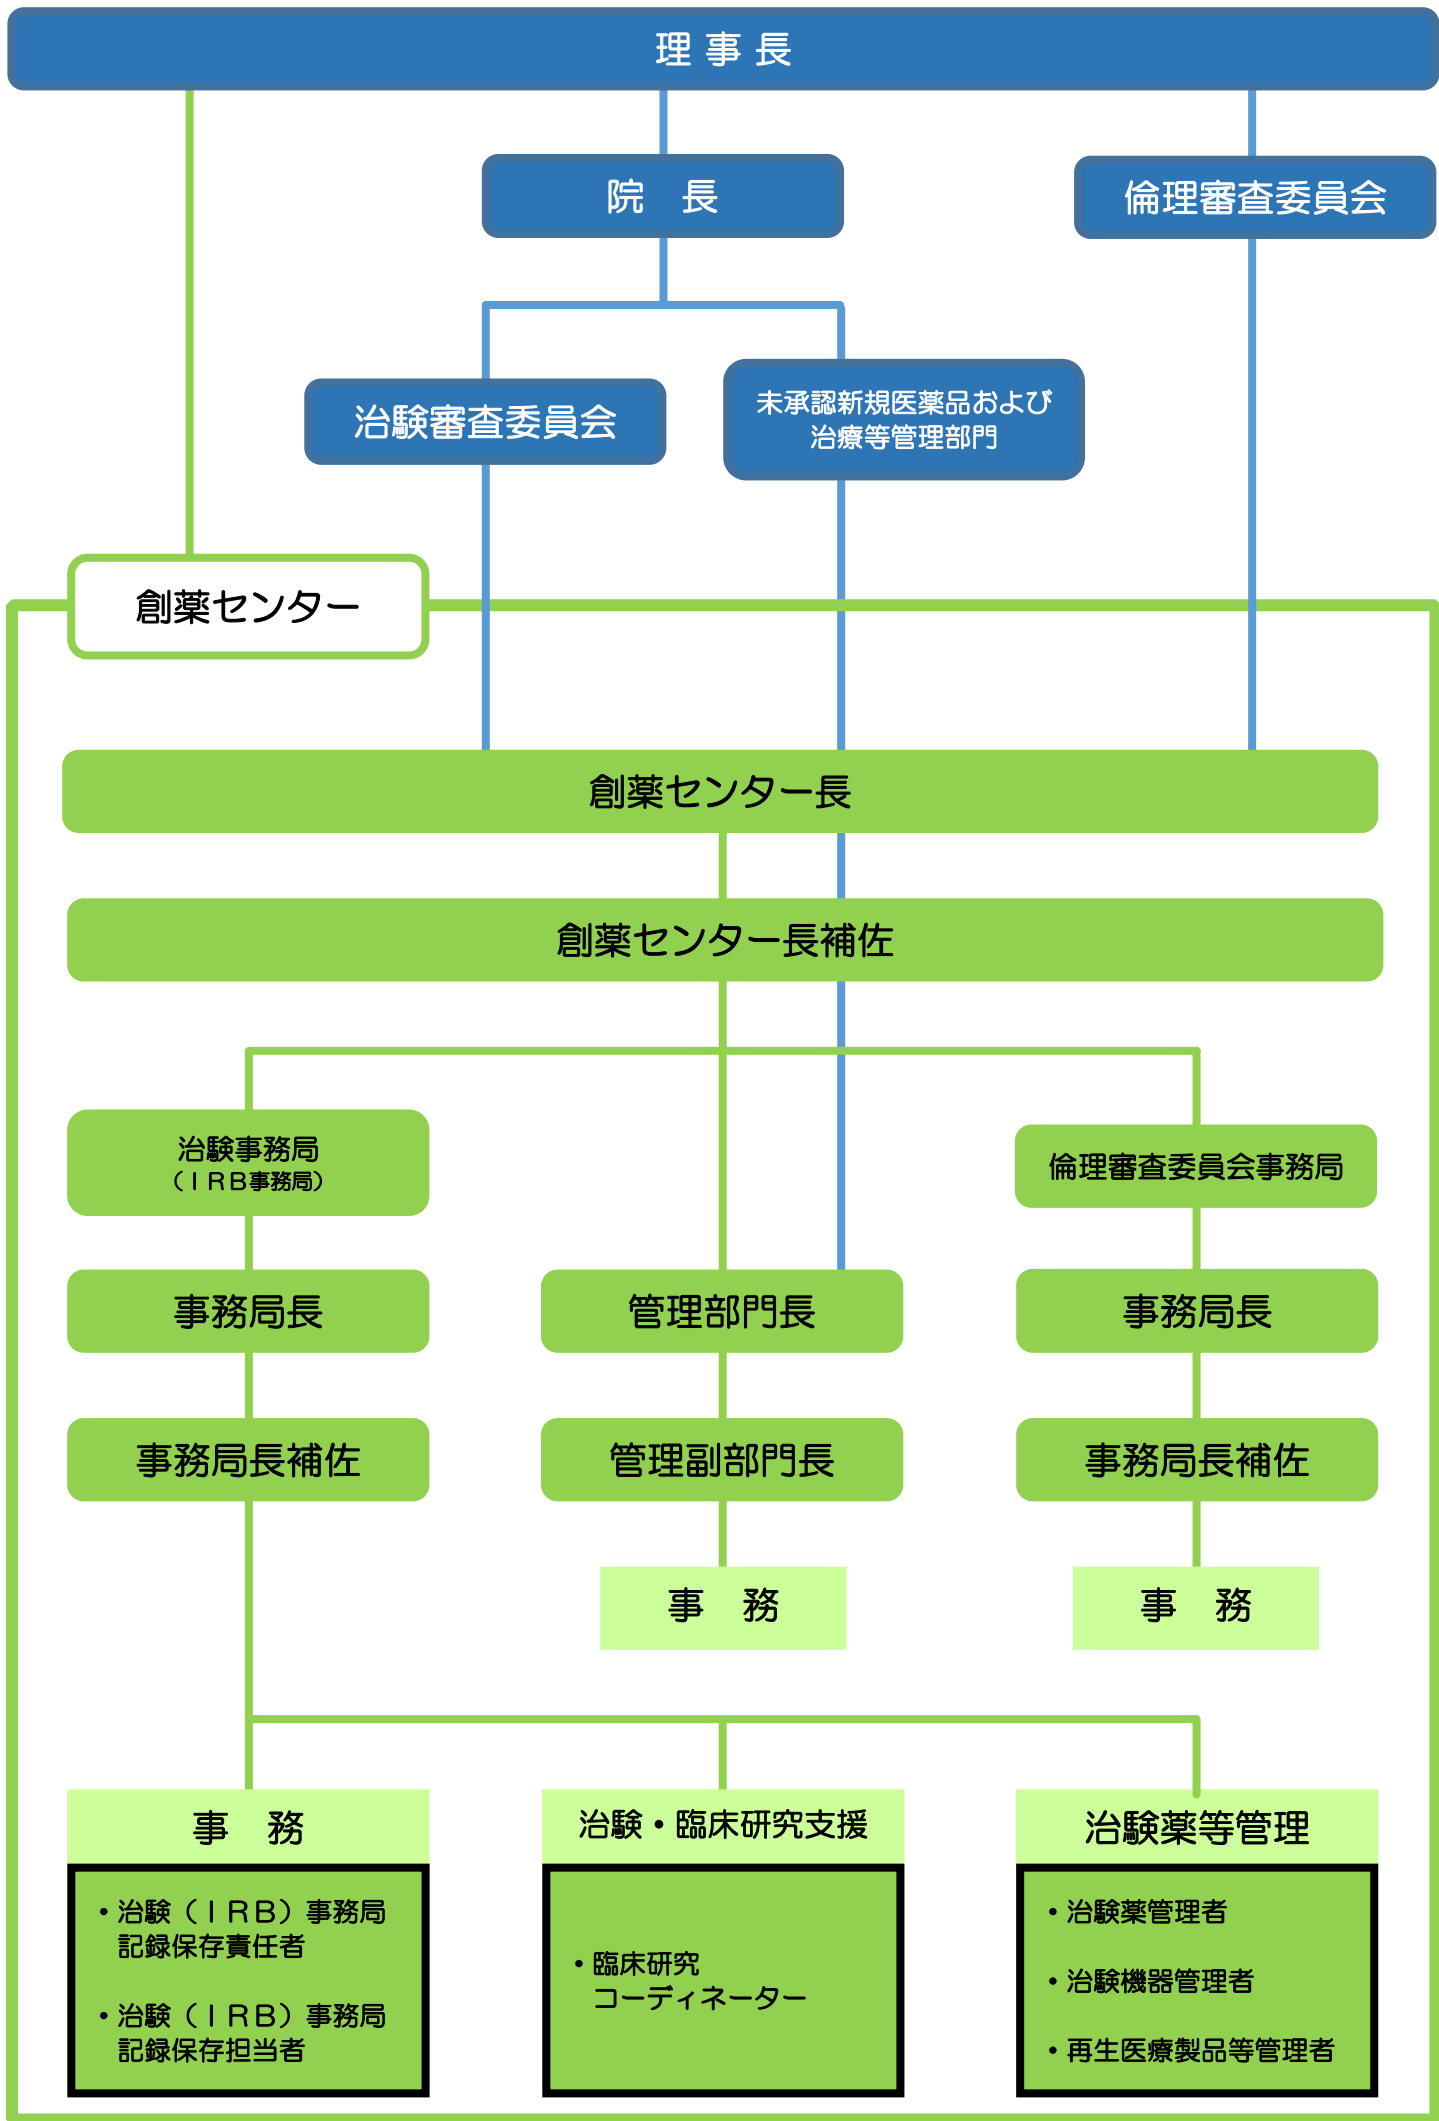 理 事 長
院　長
倫理審査委員会
治験審査委員会
未承認新規医薬品および
治療等管理部門
創薬センター
創薬センター長
創薬センター長補佐
治験事務局
（ＩＲＢ事務局）
倫理審査委員会事務局
事務局長
管理部門長
事務局長
事務局長補佐
管理副部門長
事務局長補佐
事　務
事　務
事　務
治験・臨床研究支援
治験薬等管理
・治験（ＩＲＢ）事務局
記録保存責任者
・治験（ＩＲＢ）事務局
記録保存担当者
・臨床研究
コーディネーター
・治験薬管理者
・治験機器管理者
・再生医療製品等管理者